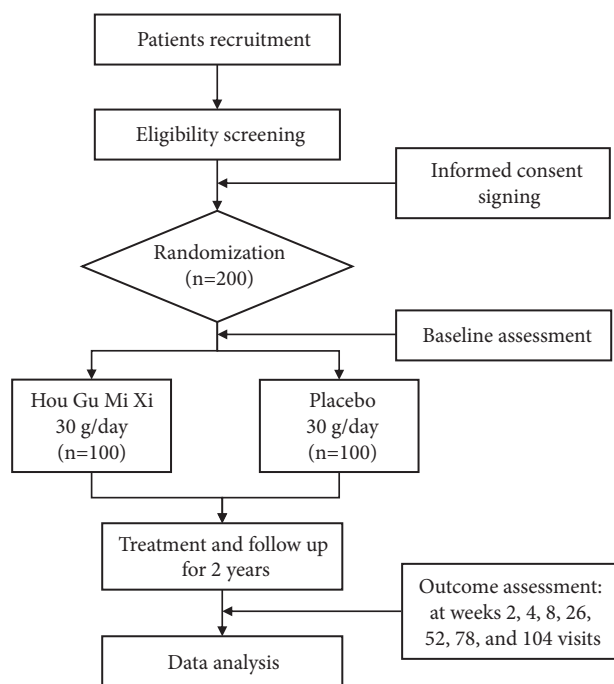 Patients recruitment
Eligibility screening
Informed consent
signing
Randomization
(n=200)
Baseline assessment
Hou Gu Mi Xi
30 g/day
(n=100)
Placebo
30 g/day
(n=100)
Treatment and follow up
for 2 years
Outcome assessment:
at weeks 2, 4, 8, 26,
52, 78, and 104 visits
Data analysis